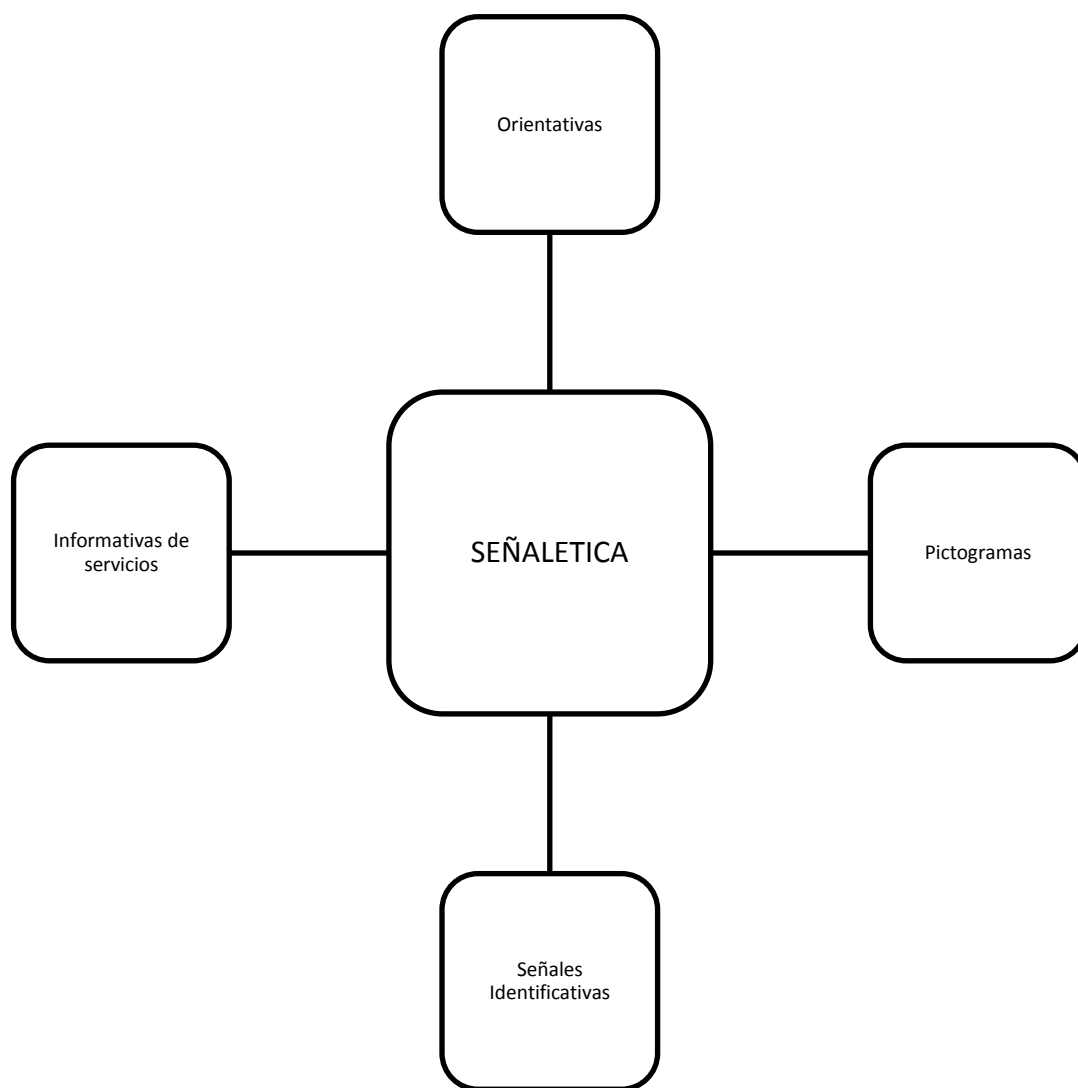 Orientativas
Informativas de
servicios
SEÑALETICA
Pictogramas
Señales
Identificativas